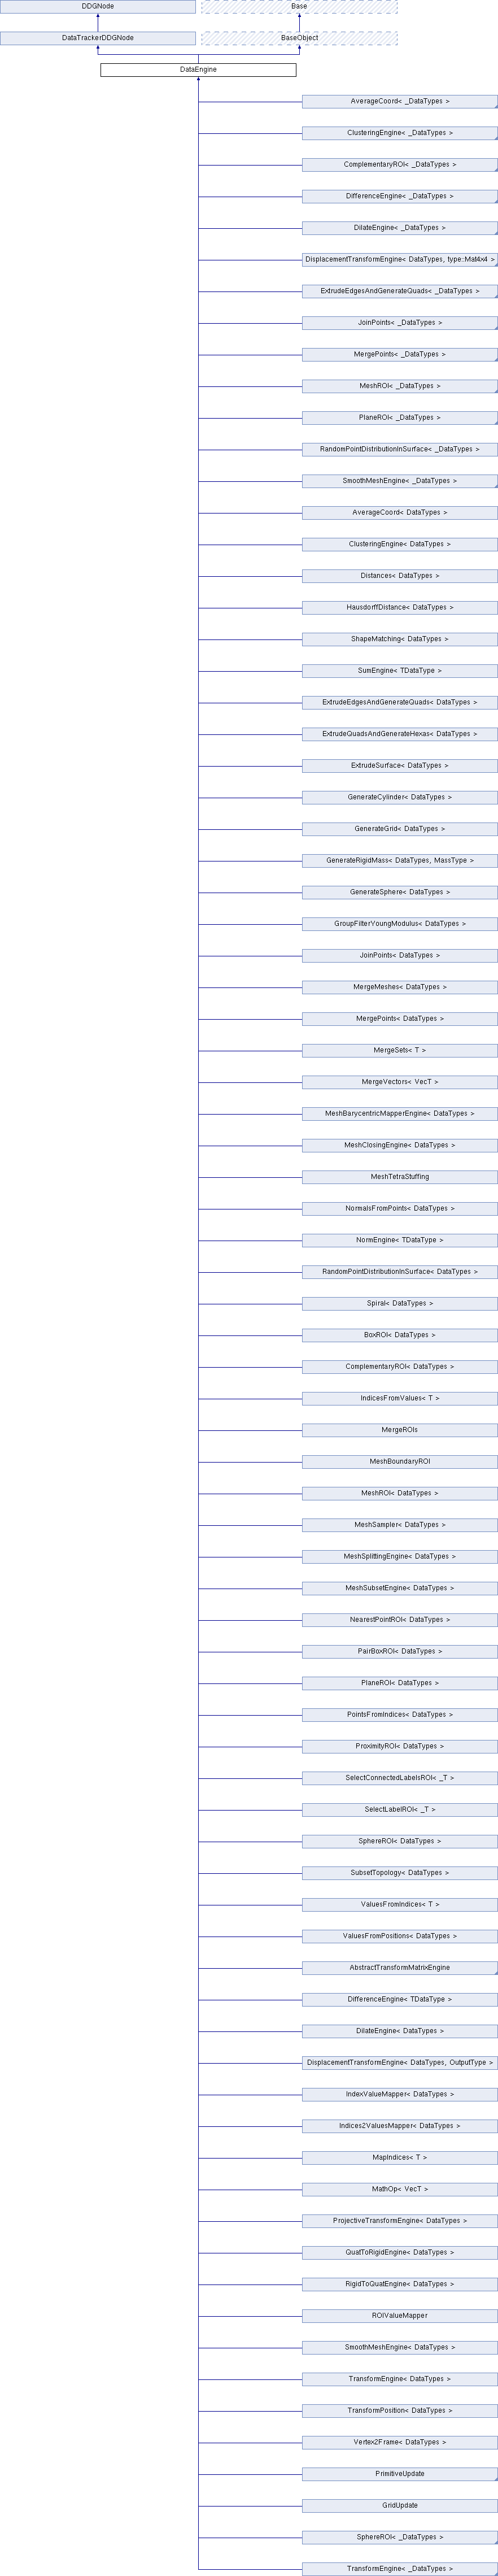 DDGNode
Base
DataTrackerDDGNode
BaseObject
DataEngine
AverageCoord< _DataTypes >
ClusteringEngine< _DataTypes >
ComplementaryROI< _DataTypes >
DifferenceEngine< _DataTypes >
DilateEngine< _DataTypes >
DisplacementTransformEngine< DataTypes, type::Mat4x4 >
ExtrudeEdgesAndGenerateQuads< _DataTypes >
JoinPoints< _DataTypes >
MergePoints< _DataTypes >
MeshROI< _DataTypes >
PlaneROI< _DataTypes >
RandomPointDistributionInSurface< _DataTypes >
SmoothMeshEngine< _DataTypes >
AverageCoord< DataTypes >
ClusteringEngine< DataTypes >
Distances< DataTypes >
HausdorffDistance< DataTypes >
ShapeMatching< DataTypes >
SumEngine< TDataType >
ExtrudeEdgesAndGenerateQuads< DataTypes >
ExtrudeQuadsAndGenerateHexas< DataTypes >
ExtrudeSurface< DataTypes >
GenerateCylinder< DataTypes >
GenerateGrid< DataTypes >
GenerateRigidMass< DataTypes, MassType >
GenerateSphere< DataTypes >
GroupFilterYoungModulus< DataTypes >
JoinPoints< DataTypes >
MergeMeshes< DataTypes >
MergePoints< DataTypes >
MergeSets< T >
MergeVectors< VecT >
MeshBarycentricMapperEngine< DataTypes >
MeshClosingEngine< DataTypes >
MeshTetraStuffing
NormalsFromPoints< DataTypes >
NormEngine< TDataType >
RandomPointDistributionInSurface< DataTypes >
Spiral< DataTypes >
BoxROI< DataTypes >
ComplementaryROI< DataTypes >
IndicesFromValues< T >
MergeROIs
MeshBoundaryROI
MeshROI< DataTypes >
MeshSampler< DataTypes >
MeshSplittingEngine< DataTypes >
MeshSubsetEngine< DataTypes >
NearestPointROI< DataTypes >
PairBoxROI< DataTypes >
PlaneROI< DataTypes >
PointsFromIndices< DataTypes >
ProximityROI< DataTypes >
SelectConnectedLabelsROI< _T >
SelectLabelROI< _T >
SphereROI< DataTypes >
SubsetTopology< DataTypes >
ValuesFromIndices< T >
ValuesFromPositions< DataTypes >
AbstractTransformMatrixEngine
DifferenceEngine< TDataType >
DilateEngine< DataTypes >
DisplacementTransformEngine< DataTypes, OutputType >
IndexValueMapper< DataTypes >
Indices2ValuesMapper< DataTypes >
MapIndices< T >
MathOp< VecT >
ProjectiveTransformEngine< DataTypes >
QuatToRigidEngine< DataTypes >
RigidToQuatEngine< DataTypes >
ROIValueMapper
SmoothMeshEngine< DataTypes >
TransformEngine< DataTypes >
TransformPosition< DataTypes >
Vertex2Frame< DataTypes >
PrimitiveUpdate
GridUpdate
SphereROI< _DataTypes >
TransformEngine< _DataTypes >